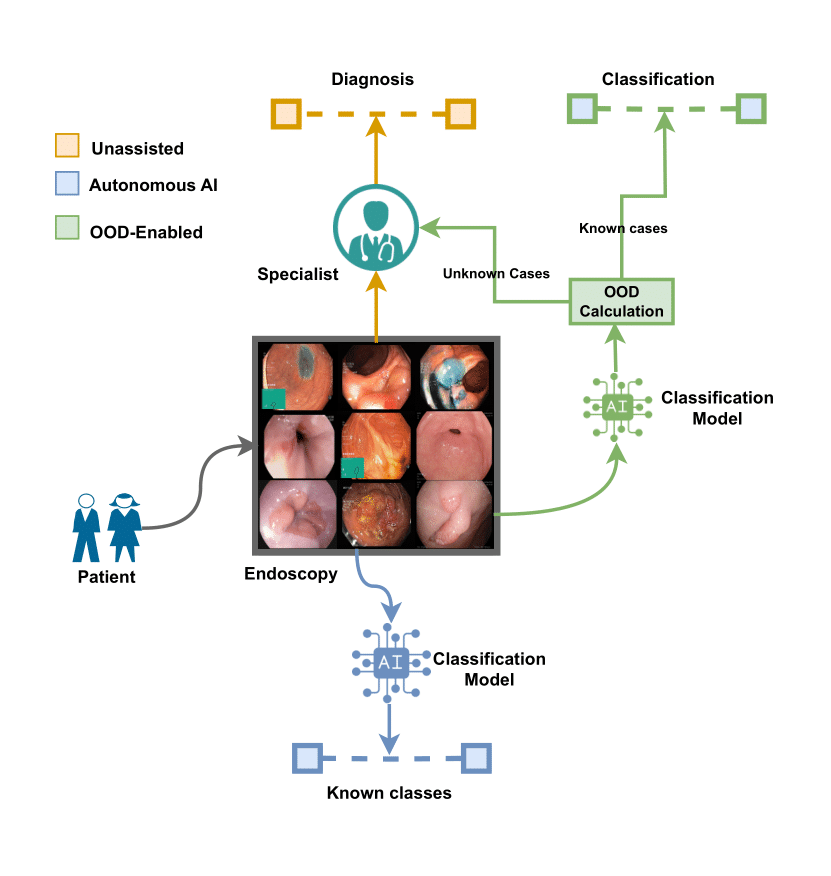 Diagnosis
Classification
Unassisted
Autonomous AI
OOD-Enabled
Known cases
Specialist
Unknown Cases
OOD
Calculation
AI
Classification
Model
Patient
Endoscopy
AI
Classification
Model
Known classes